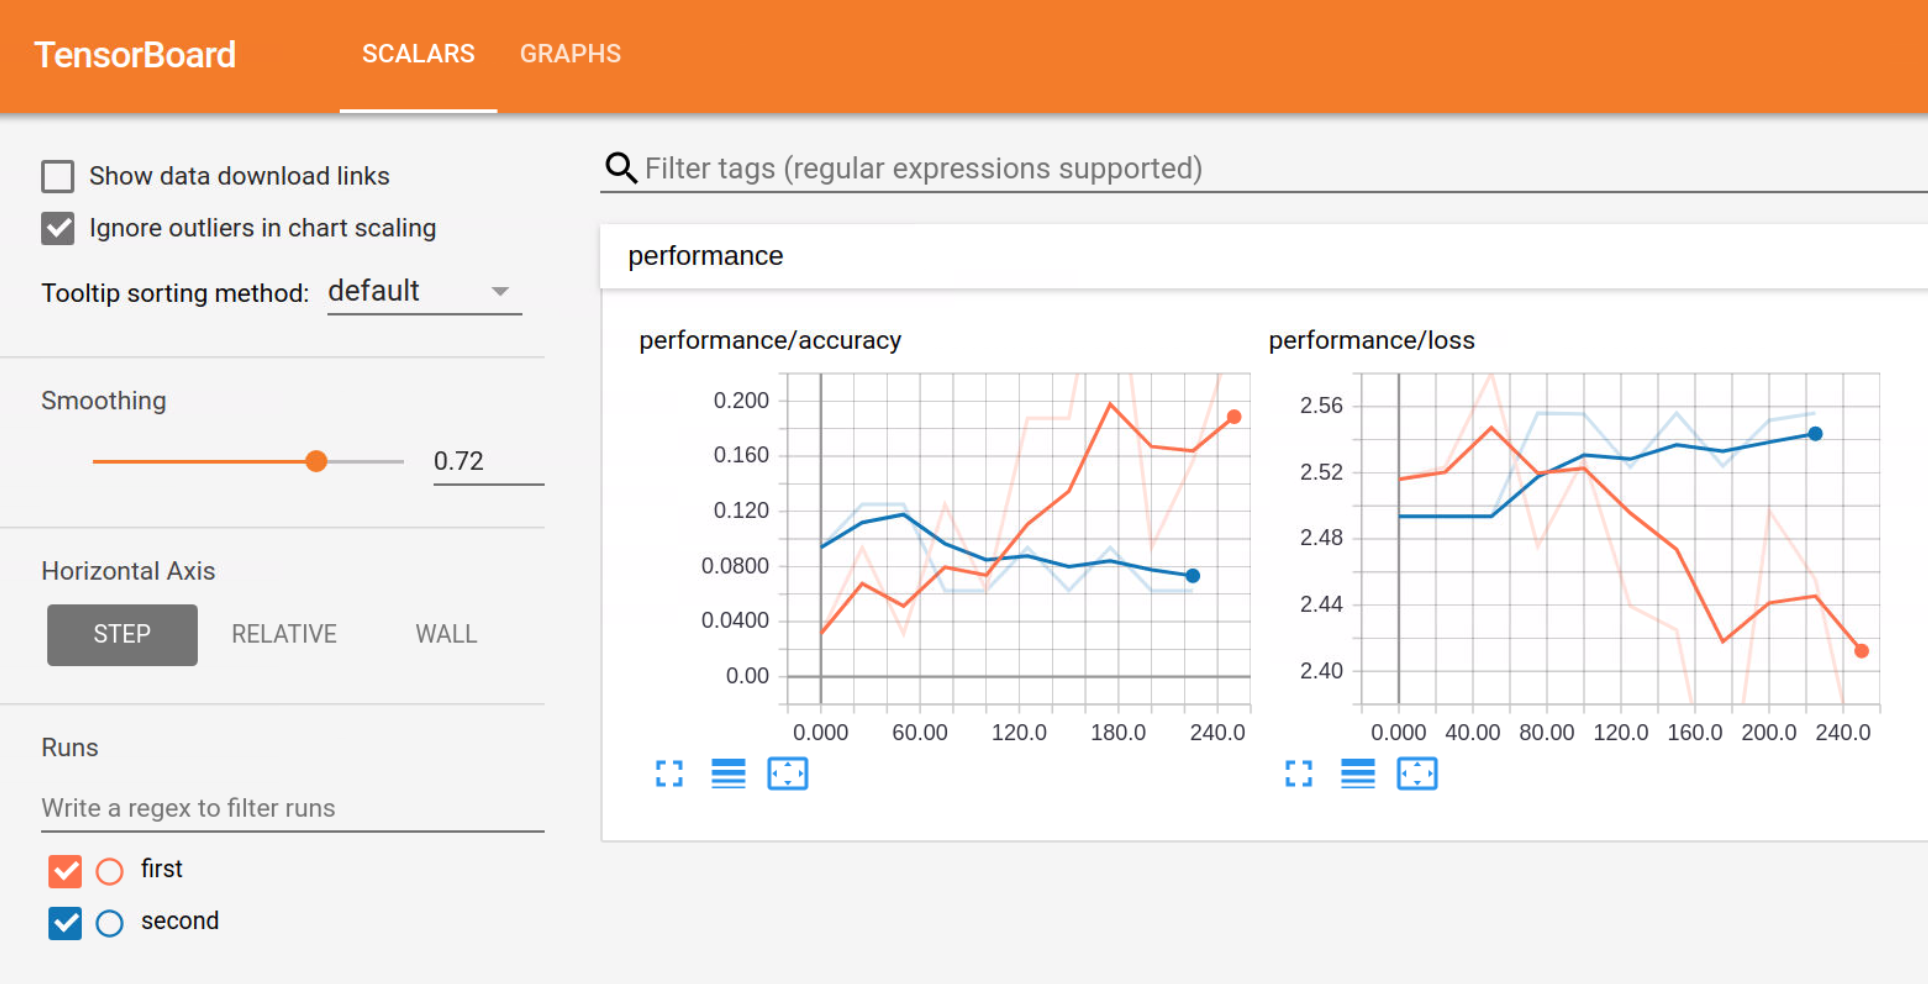 TensorBoard SCALARS GRAPHS
Show data download links
Ignore outliers in chart scaling
Tooltip sorting method: default
Smoothing
0.72
Horizontal Axis
STEP RELATIVE WALL
Runs
Write a regex to filter runs
first
second
Filter tags (regular expressions supported)
performance
performance/accuracy
0.200
0.160
0.120
0.0800
0.0400
0.00
0.000 60.00 120.0 180.0 240.0
performance/loss
2.56
2.52
2.48
2.44
2.40
0.000 40.00 80.00 120.0 160.0 200.0 240.0